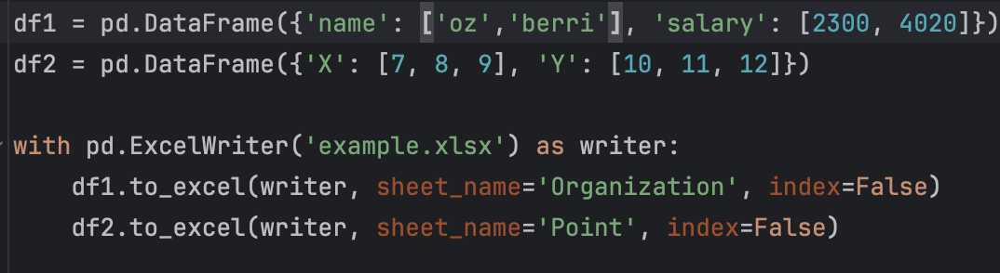 df1 = pd.DataFrame({'name': ['oz','berri'], 'salary': [2300, 4020]})
df2 = pd.DataFrame({'X': [7, 8, 9], 'Y': [10, 11, 12]})
with pd.ExcelWriter('example.xlsx') as writer:
    df1.to_excel(writer, sheet_name='Organization', index=False)
    df2.to_excel(writer, sheet_name='Point', index=False)